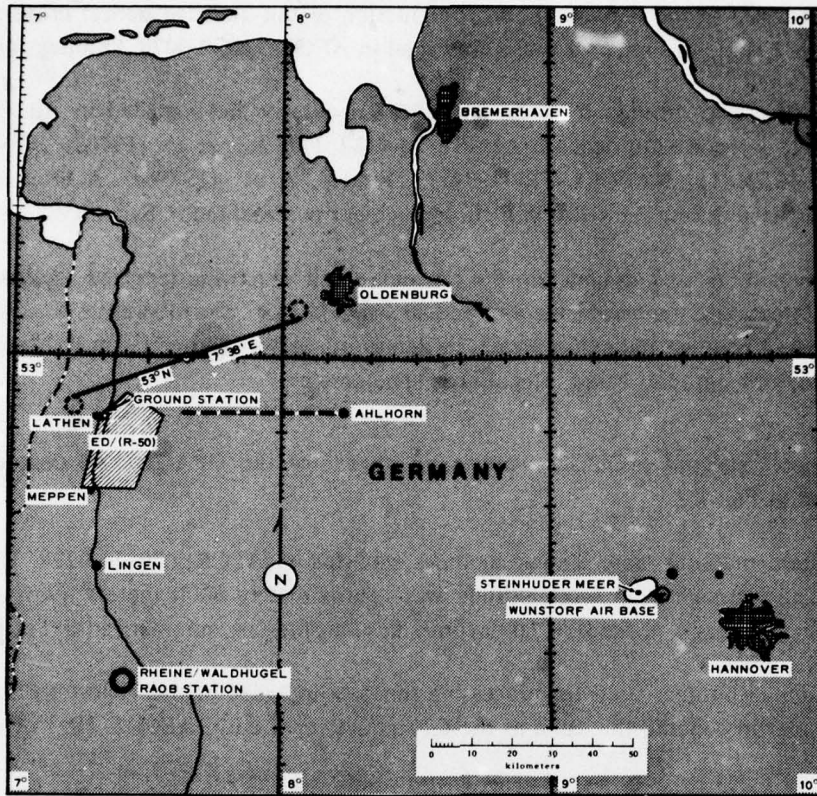 7°
8°
9°
10°
BREMERHAVEN
OLDENBURG
7° 38' E
53° N
53°
53°
GROUND STATION
LATHEN
AHLHORN
ED/(R-50)
GERMANY
MEPPEN
LINGEN
N
STEINHUDER MEER
WUNSTORF AIR BASE
HANNOVER
RHEINE/WALDHUGEL
RAOB STATION
0 10 20 30 40 50
kilometers
7°
8°
9°
10°